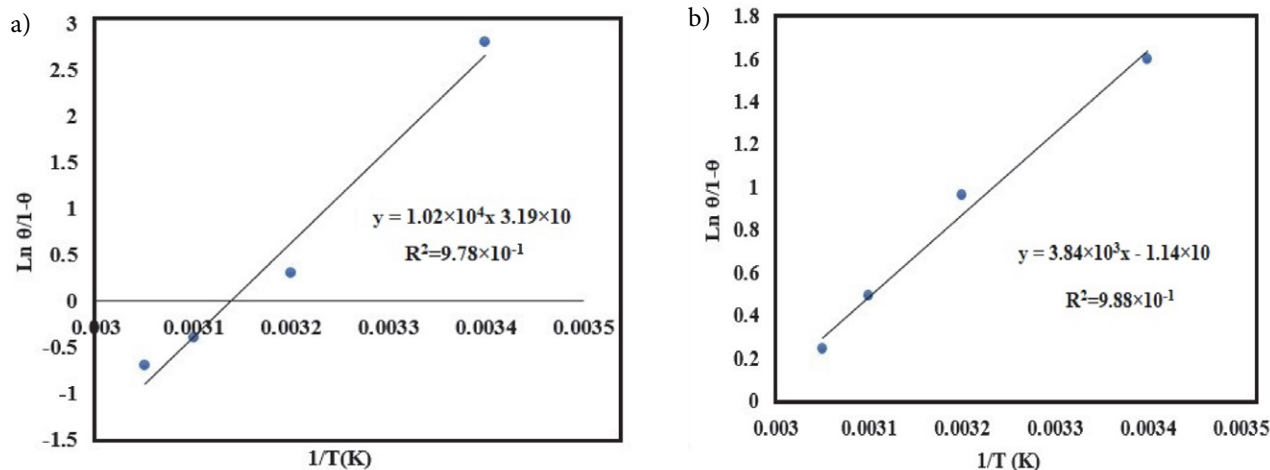 a)
3
2.5
2
1.5
1
0.5
0
-0.5
-1
-1.5
Ln θ/1-θ
0.003 0.0031 0.0032 0.0033 0.0034 0.0035
1/T(K)
y = 1.02×10⁴x 3.19×10
R²=9.78×10⁻¹
b)
1.8
1.6
1.4
1.2
1
0.8
0.6
0.4
0.2
0
Ln θ/1-θ
0.003 0.0031 0.0032 0.0033 0.0034 0.0035
1/T (K)
y = 3.84×10³x - 1.14×10
R²=9.88×10⁻¹